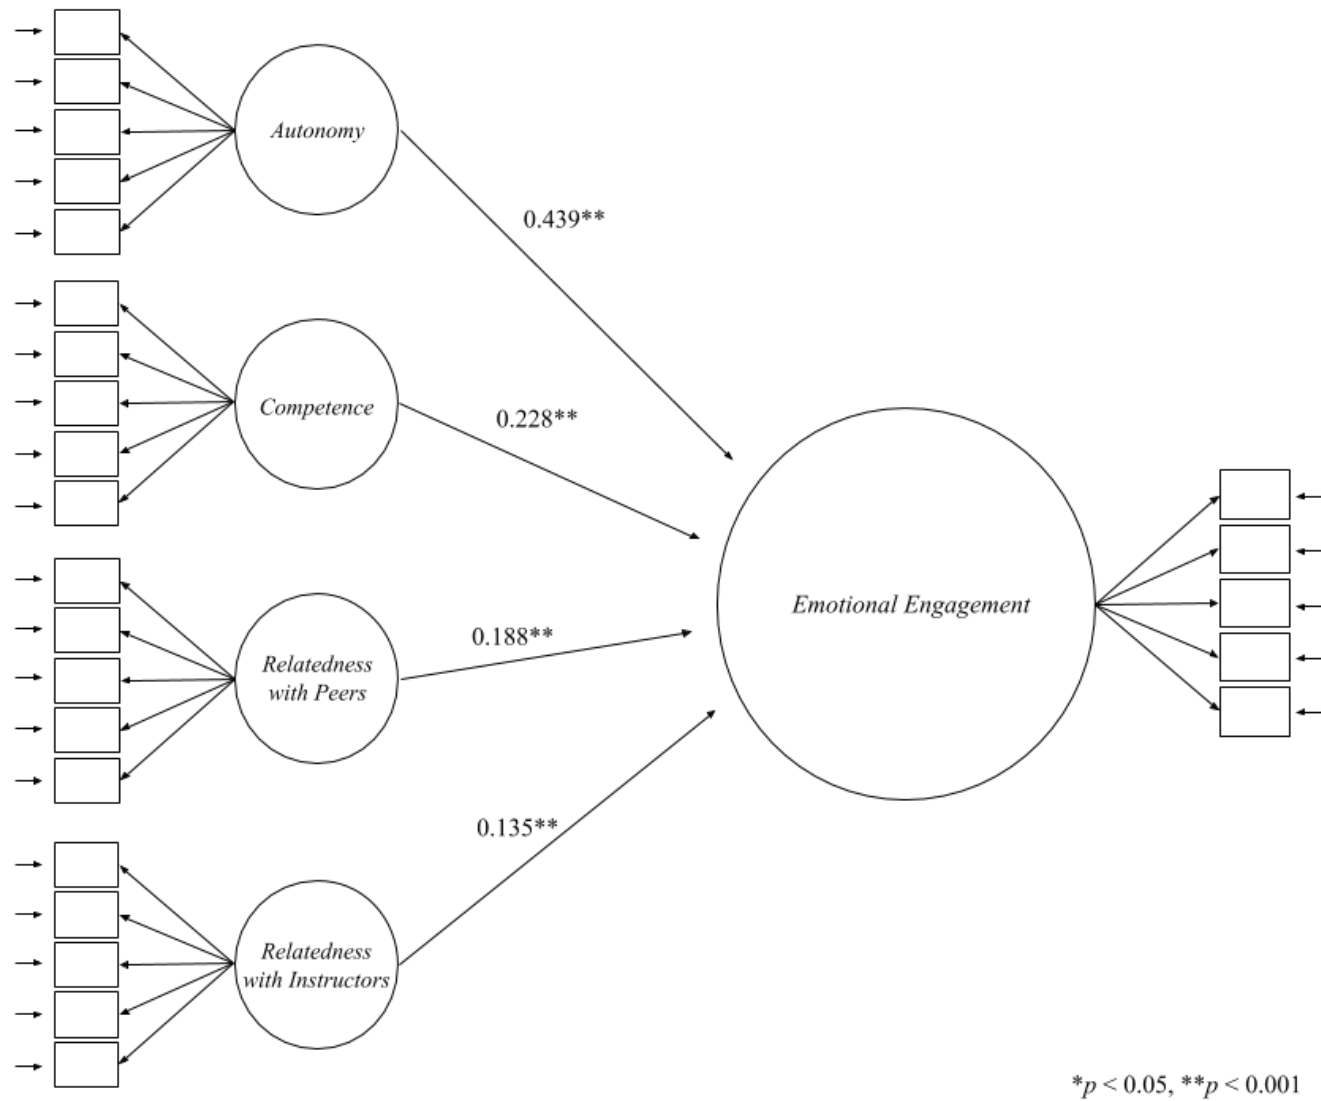 Autonomy
0.439**
Competence
0.228**
Emotional Engagement
Relatedness
with Peers
0.188**
0.135**
Relatedness
with Instructors
*p < 0.05, **p < 0.001